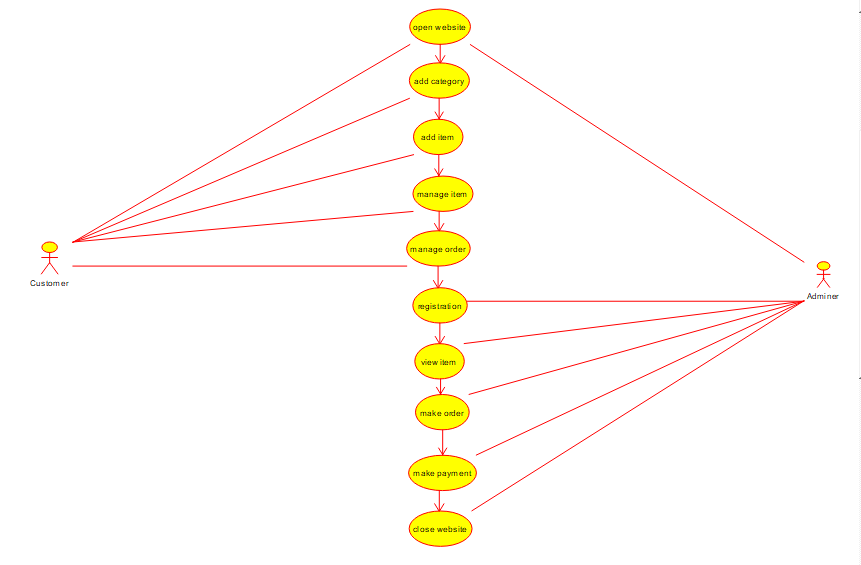 open website
add category
add item
manage item
manage order
Customer
Adminer
registration
view item
make order
make payment
close website